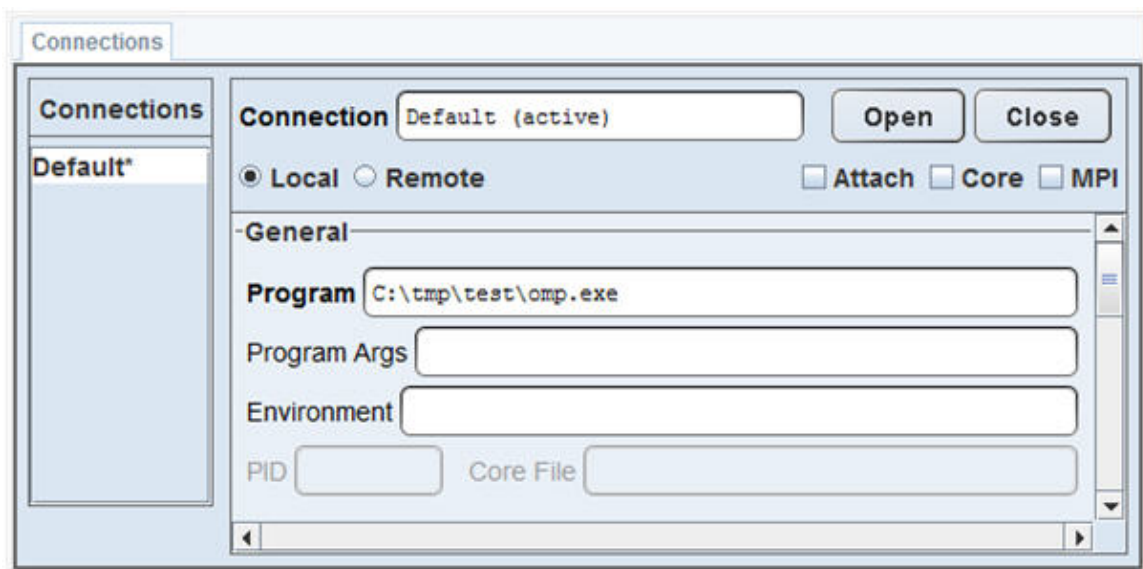 Connections
Connections
Default*
Connection Default (active) Open Close
Local Remote Attach Core MPI
General
Program C:\tmp\test\omp.exe
Program Args
Environment
PID Core File